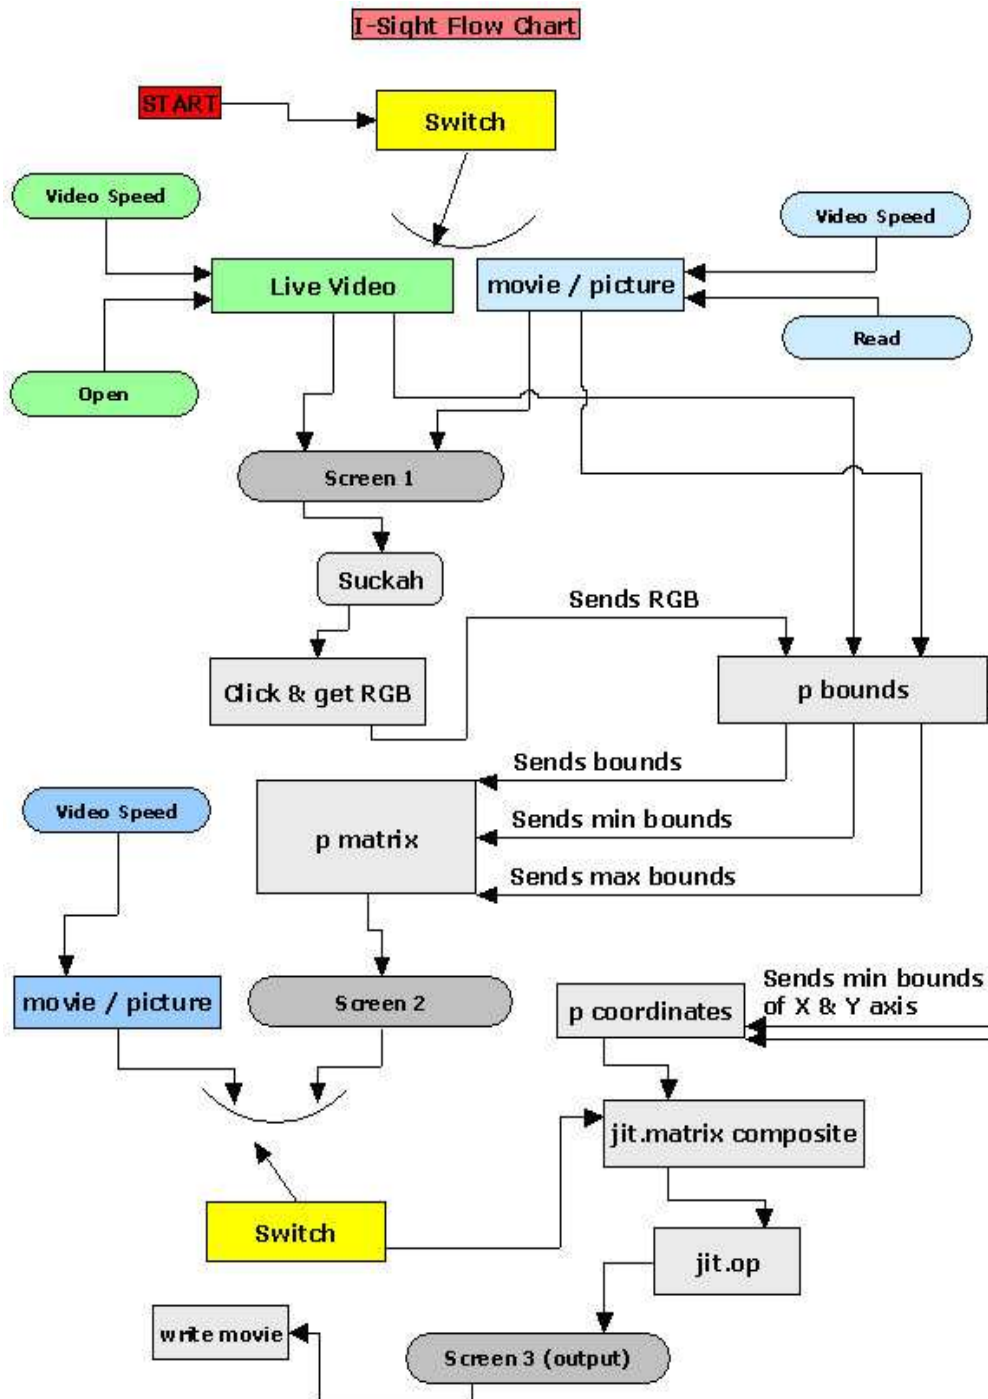 I-Sight Flow Chart
START
Switch
Video Speed
Video Speed
Live Video
movie / picture
Open
Read
Screen 1
Suckah
Sends RGB
Click & get RGB
p bounds
Sends bounds
Video Speed
p matrix
Sends min bounds
Sends max bounds
movie / picture
Screen 2
p coordinates
Sends min bounds
of X & Y axis
jit.matrix composite
Switch
jit.op
write movie
Screen 3 (output)